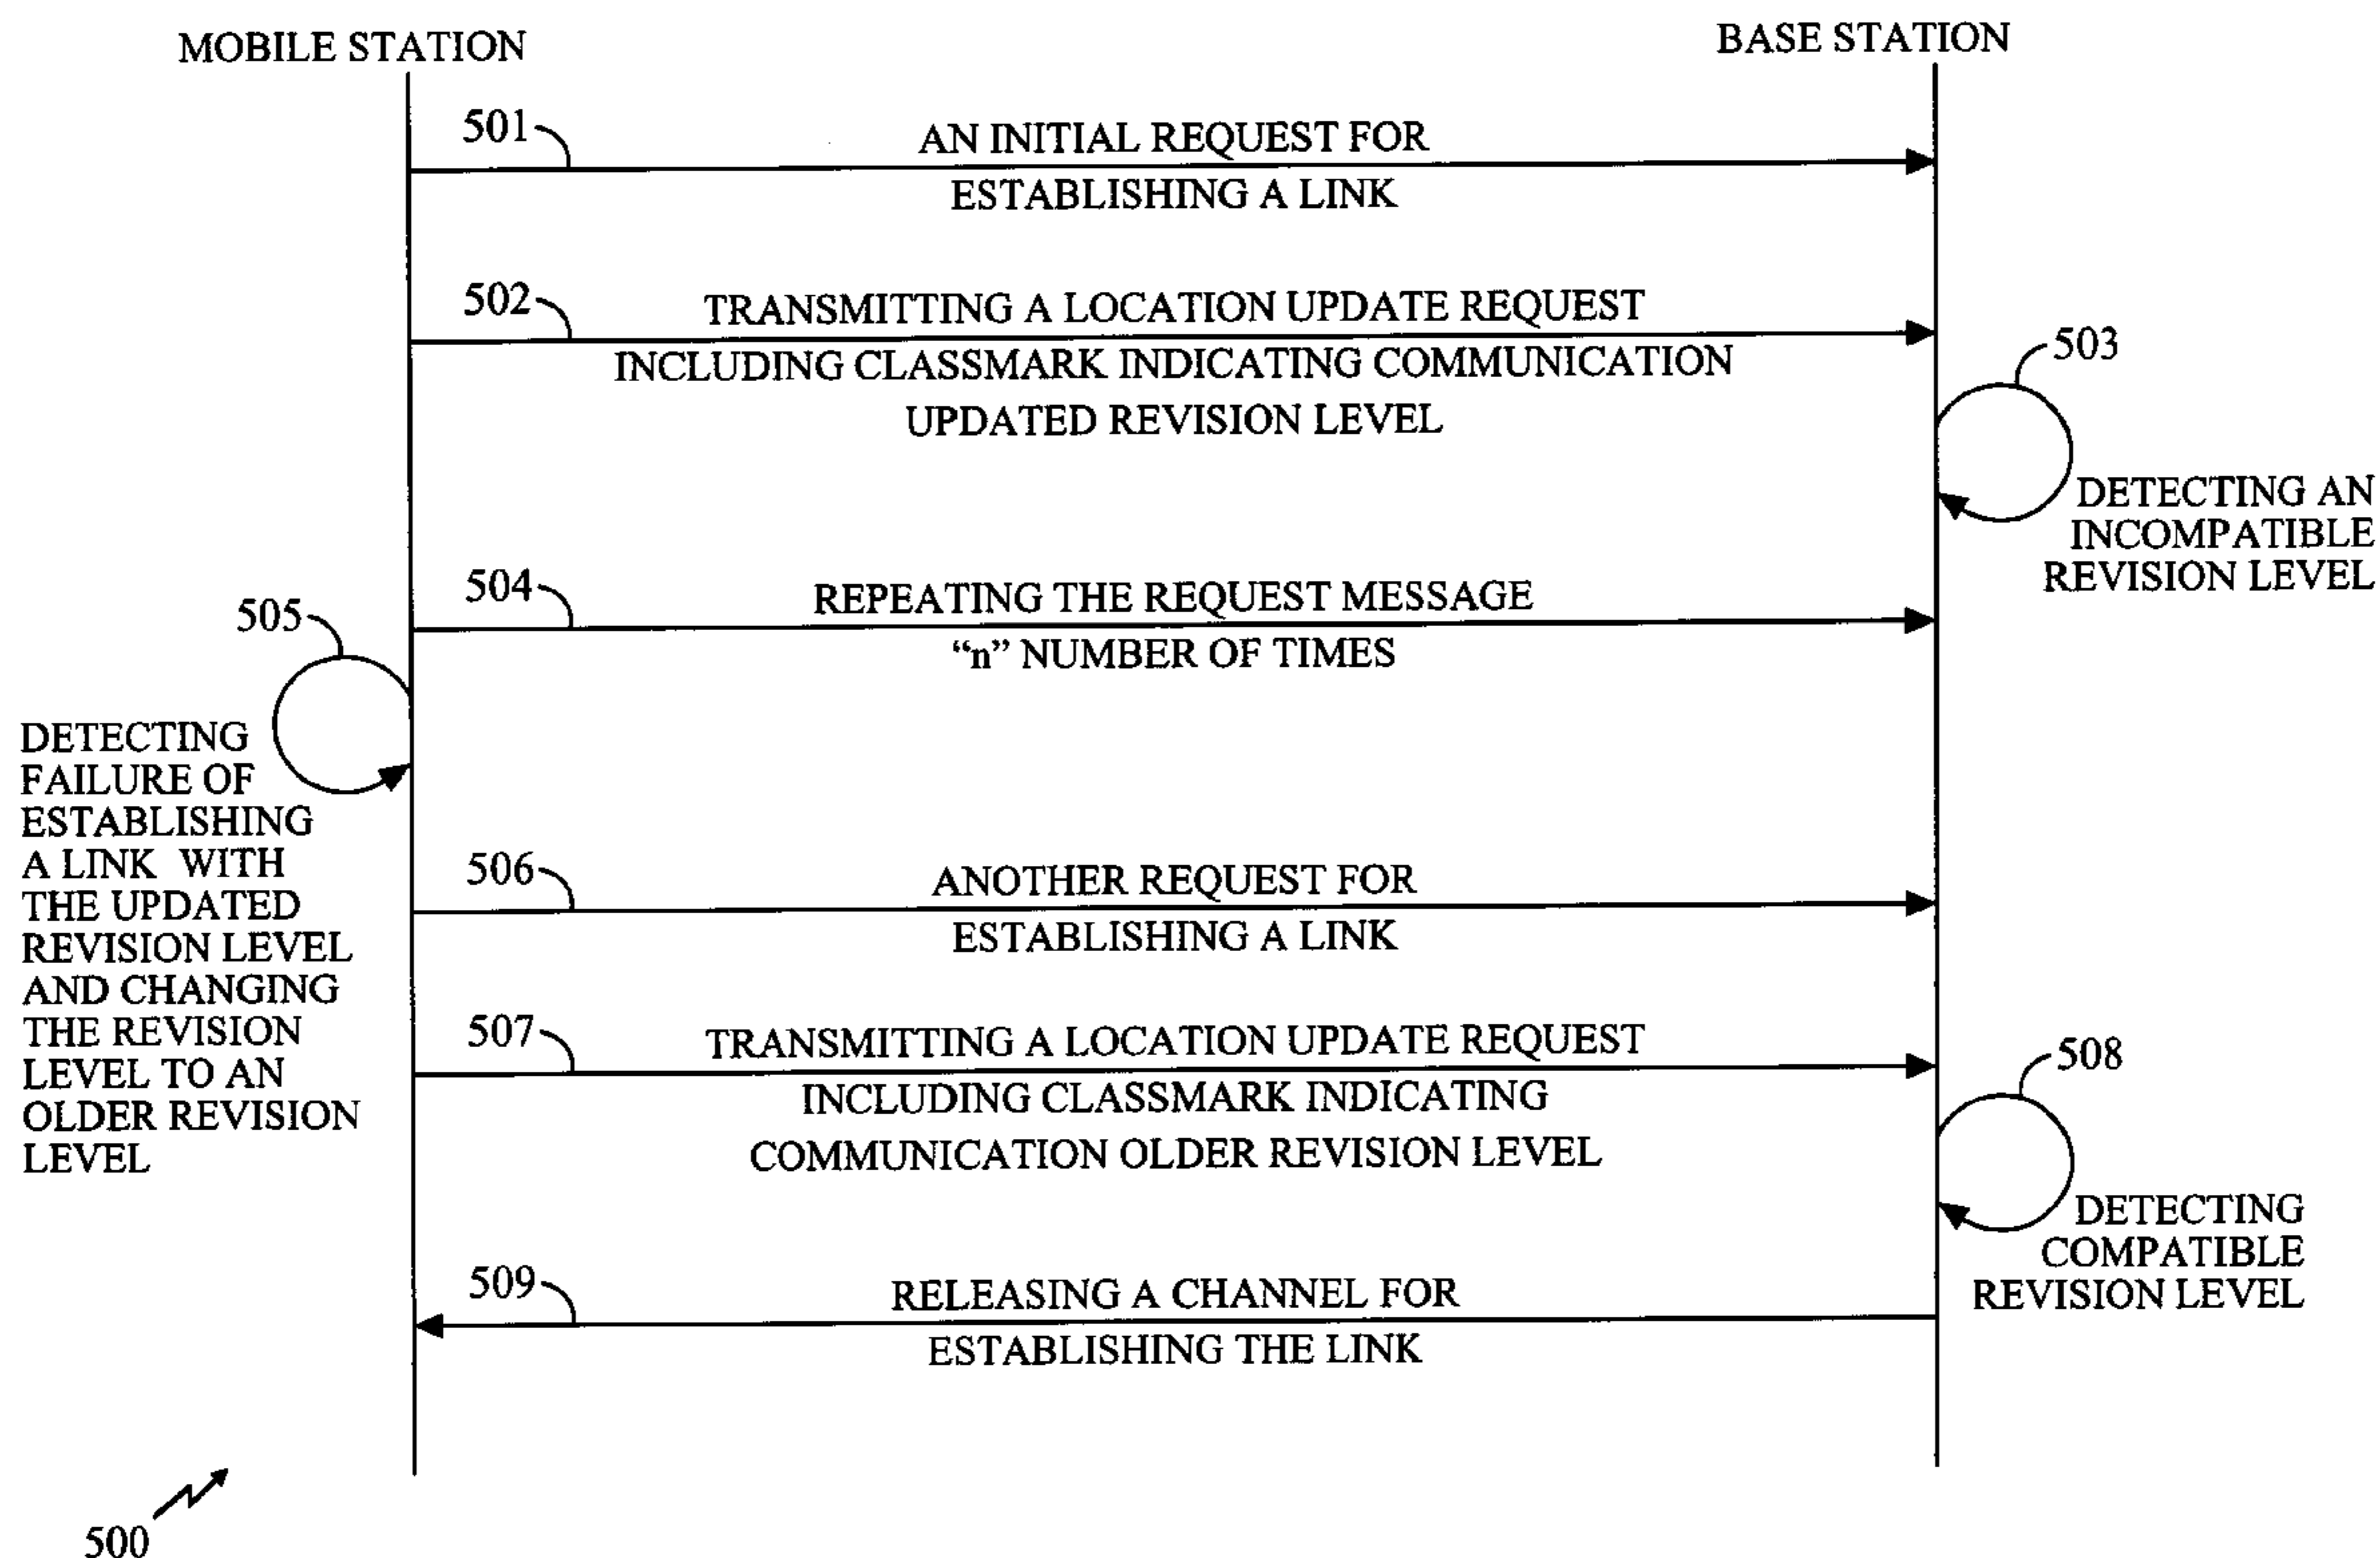 MOBILE STATION
BASE STATION
501
AN INITIAL REQUEST FOR
ESTABLISHING A LINK
502
TRANSMITTING A LOCATION UPDATE REQUEST
INCLUDING CLASSMARK INDICATING COMMUNICATION
UPDATED REVISION LEVEL
503
DETECTING AN
INCOMPATIBLE
REVISION LEVEL
504
REPEATING THE REQUEST MESSAGE
“n” NUMBER OF TIMES
505
DETECTING
FAILURE OF
ESTABLISHING
A LINK WITH
THE UPDATED
REVISION LEVEL
AND CHANGING
THE REVISION
LEVEL TO AN
OLDER REVISION
LEVEL
506
ANOTHER REQUEST FOR
ESTABLISHING A LINK
507
TRANSMITTING A LOCATION UPDATE REQUEST
INCLUDING CLASSMARK INDICATING
COMMUNICATION OLDER REVISION LEVEL
508
DETECTING
COMPATIBLE
REVISION LEVEL
509
RELEASING A CHANNEL FOR
ESTABLISHING THE LINK
500